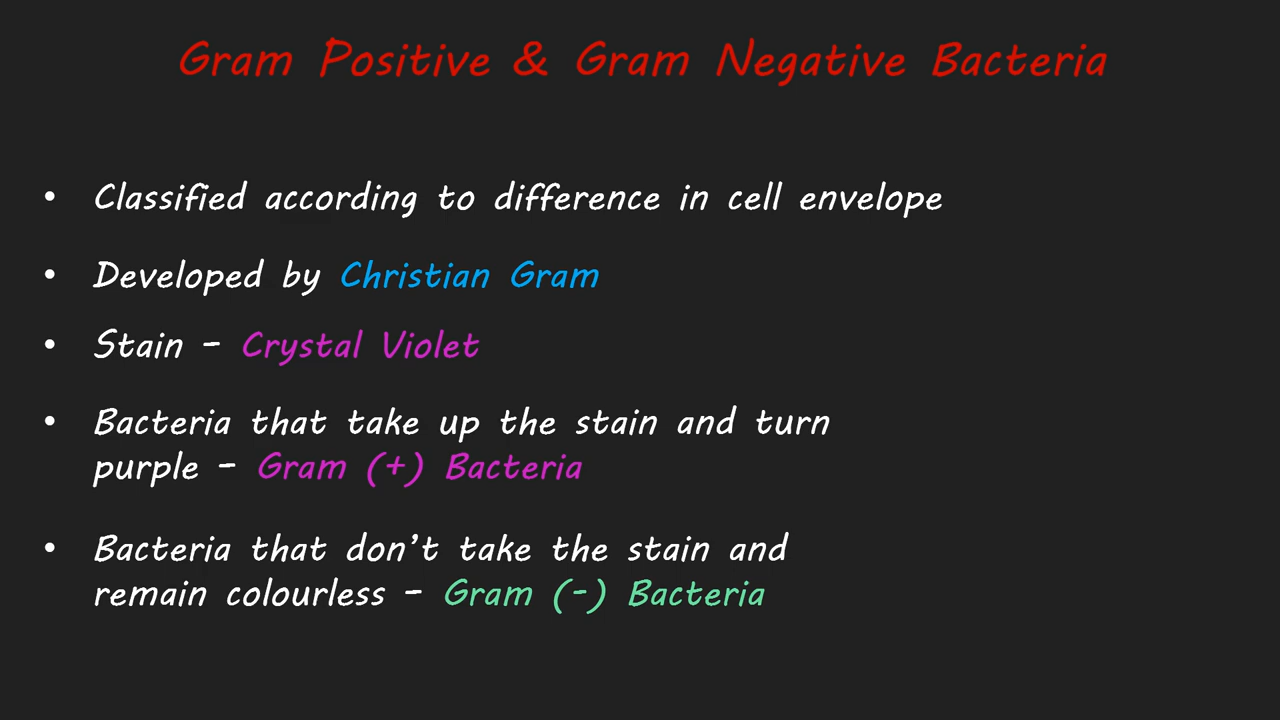 Gram Positive & Gram Negative Bacteria
• Classified according to difference in cell envelope
• Developed by Christian Gram
• Stain – Crystal Violet
• Bacteria that take up the stain and turn
purple – Gram (+) Bacteria
• Bacteria that don’t take the stain and
remain colourless – Gram (-) Bacteria